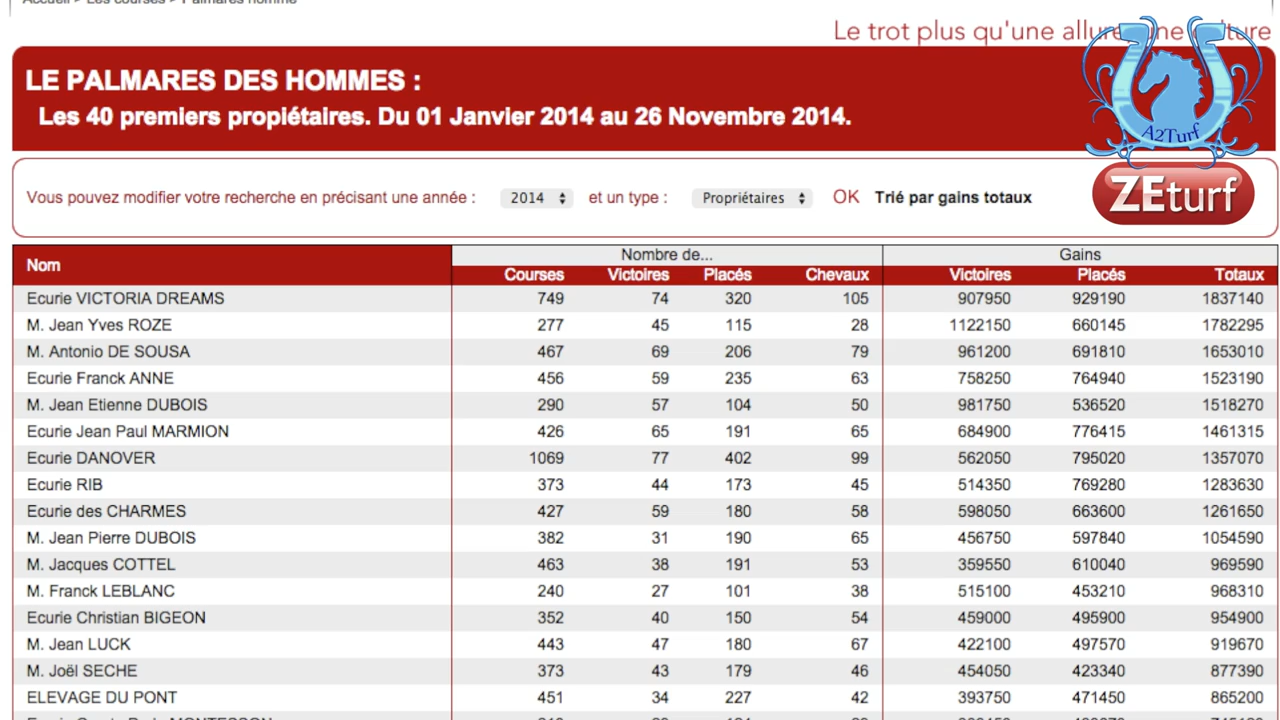 Accueil > Les courses > Palmarès homme
Le trot plus qu'une allure, une culture
A2Turf
LE PALMARES DES HOMMES :
Les 40 premiers propiétaires. Du 01 Janvier 2014 au 26 Novembre 2014.
Vous pouvez modifier votre recherche en précisant une année : 2014 et un type : Propriétaires OK Trié par gains totaux
ZEturf
Nom Nombre de... Gains
Courses Victoires Placés Chevaux Victoires Placés Totaux
Ecurie VICTORIA DREAMS 749 74 320 105 907950 929190 1837140
M. Jean Yves ROZE 277 45 115 28 1122150 660145 1782295
M. Antonio DE SOUSA 467 69 206 79 961200 691810 1653010
Ecurie Franck ANNE 456 59 235 63 758250 764940 1523190
M. Jean Etienne DUBOIS 290 57 104 50 981750 536520 1518270
Ecurie Jean Paul MARMION 426 65 191 65 684900 776415 1461315
Ecurie DANOVER 1069 77 402 99 562050 795020 1357070
Ecurie RIB 373 44 173 45 514350 769280 1283630
Ecurie des CHARMES 427 59 180 58 598050 663600 1261650
M. Jean Pierre DUBOIS 382 31 190 65 456750 597840 1054590
M. Jacques COTTEL 463 38 191 53 359550 610040 969590
M. Franck LEBLANC 240 27 101 38 515100 453210 968310
Ecurie Christian BIGEON 352 40 150 54 459000 495900 954900
M. Jean LUCK 443 47 180 67 422100 497570 919670
M. Joël SECHE 373 43 179 46 454050 423340 877390
ELEVAGE DU PONT 451 34 227 42 393750 471450 865200